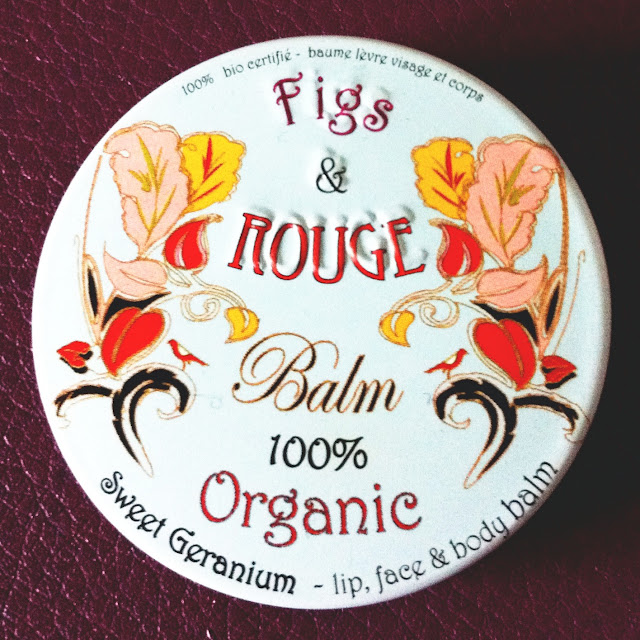 100% bio certifié - baume lèvre visage et corps
Figs
&
ROUGE
Balm
100%
Organic
Sweet Geranium - lip, face & body balm